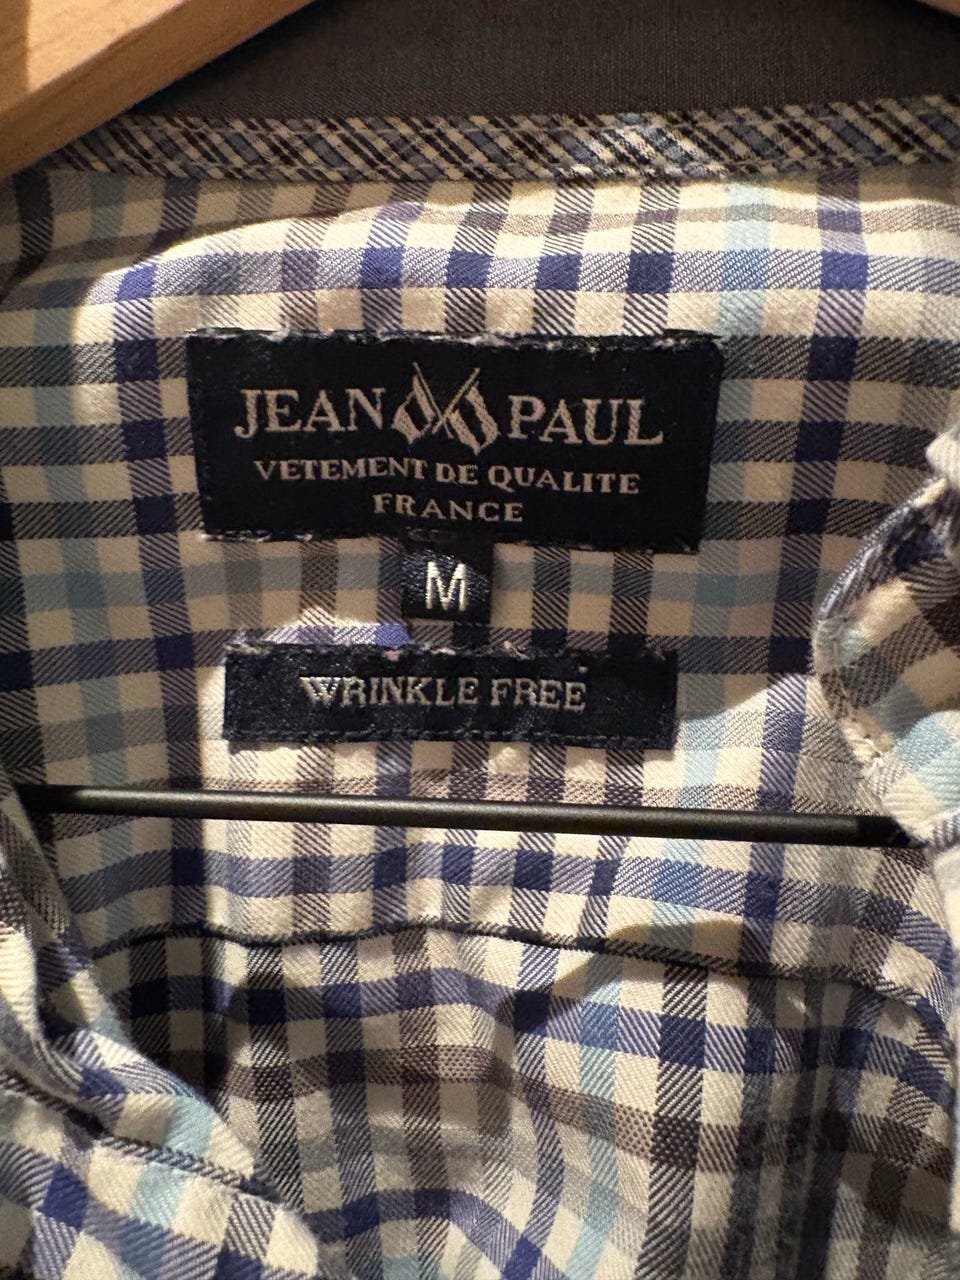 JEAN PAUL
VETEMENT DE QUALITE
FRANCE
M
WRINKLE FREE